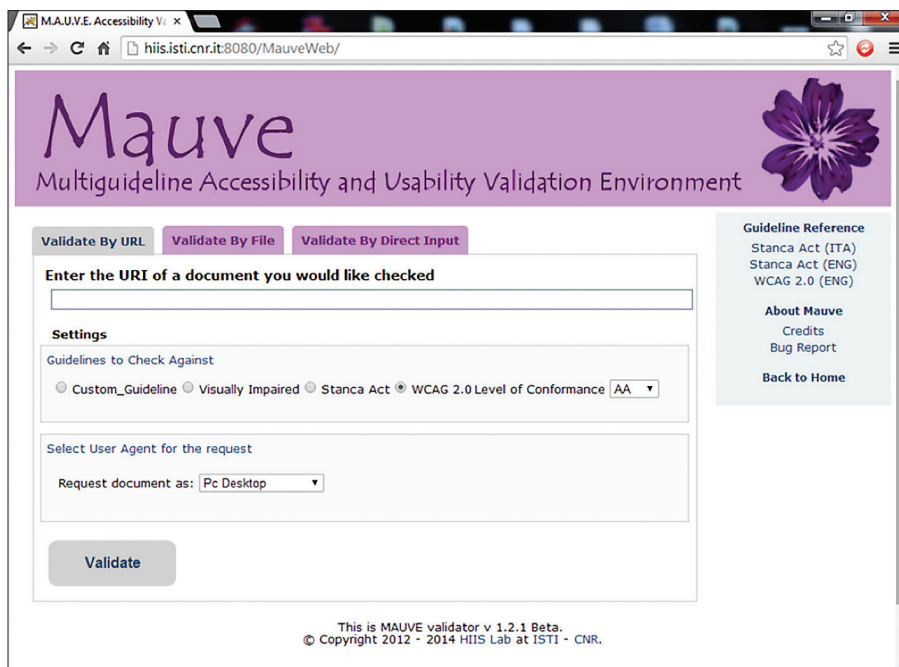 M.A.U.V.E. Accessibility Va
hiis.isti.cnr.it:8080/MauveWeb/
Mauve
Multiguideline Accessibility and Usability Validation Environment
Validate By URL
Validate By File
Validate By Direct Input
Enter the URI of a document you would like checked
Settings
Guidelines to Check Against
Custom_Guideline Visually Impaired Stanca Act WCAG 2.0 Level of Conformance AA
Select User Agent for the request
Request document as: Pc Desktop
Validate
Guideline Reference
Stanca Act (ITA)
Stanca Act (ENG)
WCAG 2.0 (ENG)
About Mauve
Credits
Bug Report
Back to Home
This is MAUVE validator v 1.2.1 Beta.
© Copyright 2012 - 2014 HIIS Lab at ISTI - CNR.